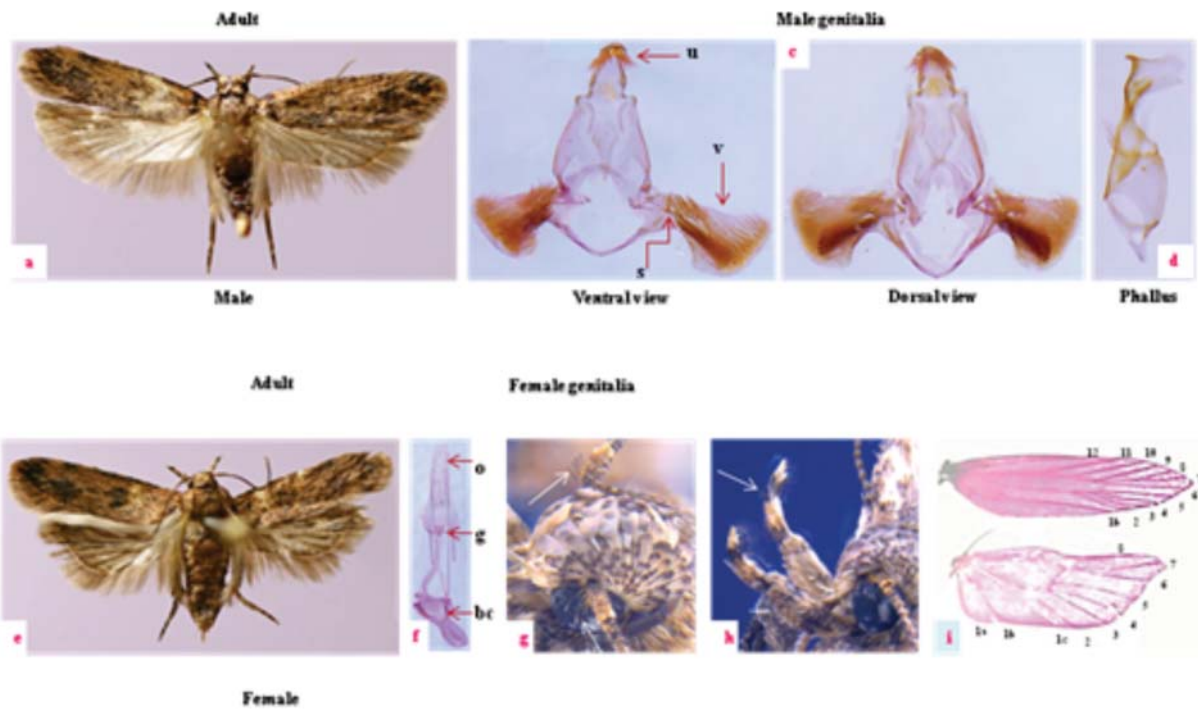 Adult
Male genitalia
u
c
v
s
a
d
Male
Ventral view
Dorsal view
Phallus
Adult
Female genitalia
o
g
bc
e
f
g
h
i
12 11 10 9 8
7
6
5
4
3
2
1b
8
7
6
5
4
3
2
1c
1b
1a
Female